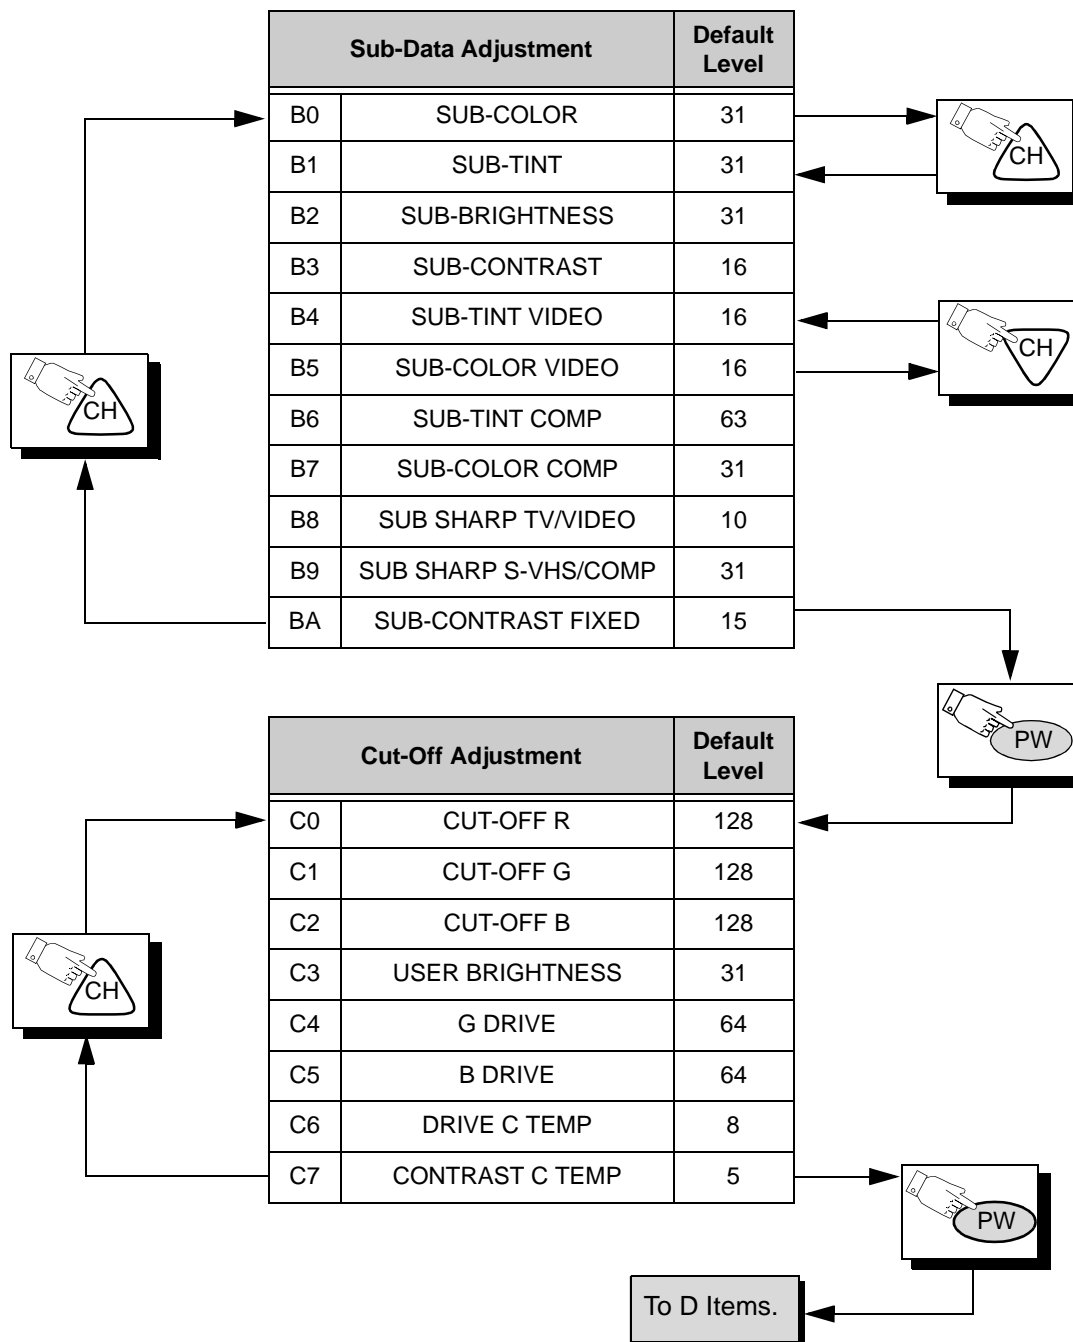 Sub-Data Adjustment Default Level
B0 SUB-COLOR 31
CH
B1 SUB-TINT 31
B2 SUB-BRIGHTNESS 31
B3 SUB-CONTRAST 16
B4 SUB-TINT VIDEO 16
CH
B5 SUB-COLOR VIDEO 16
CH
B6 SUB-TINT COMP 63
B7 SUB-COLOR COMP 31
B8 SUB SHARP TV/VIDEO 10
B9 SUB SHARP S-VHS/COMP 31
BA SUB-CONTRAST FIXED 15
PW
Cut-Off Adjustment Default Level
C0 CUT-OFF R 128
C1 CUT-OFF G 128
C2 CUT-OFF B 128
C3 USER BRIGHTNESS 31
CH
C4 G DRIVE 64
C5 B DRIVE 64
C6 DRIVE C TEMP 8
C7 CONTRAST C TEMP 5
PW
To D Items.